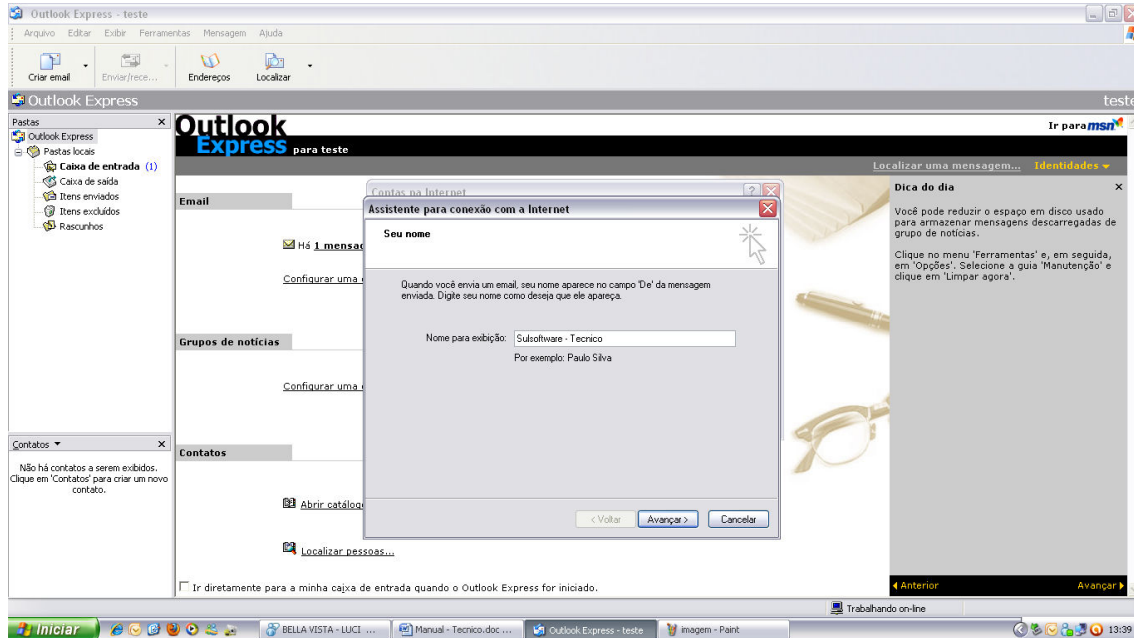 Outlook Express - teste
Arquivo Editar Exibir Ferramentas Mensagem Ajuda
Criar email Enviar/rece... Endereços Localizar
Outlook Express teste
Pastas
Outlook Express
Pastas locais
Caixa de entrada (1)
Caixa de saída
Itens enviados
Itens excluídos
Rascunhos
Contatos
Não há contatos a serem exibidos.
Clique em 'Contatos' para criar um novo
contato.
Outlook
Express para teste
Ir para msn
Localizar uma mensagem... Identidades
Email
Há 1 mensa
Configurar uma
Grupos de notícias
Configurar uma
Contatos
Abrir catálog
Localizar pessoas...
Ir diretamente para a minha caixa de entrada quando o Outlook Express for iniciado.
Contas na Internet
Assistente para conexão com a Internet
Seu nome
Quando você envia um email, seu nome aparece no campo 'De' da mensagem
enviada. Digite seu nome como deseja que ele apareça.
Nome para exibição: Sulsoftware - Tecnico
Por exemplo: Paulo Silva
< Voltar Avançar > Cancelar
Dica do dia
Você pode reduzir o espaço em disco usado
para armazenar mensagens descarregadas de
grupo de notícias.
Clique no menu 'Ferramentas' e, em seguida,
em 'Opções'. Selecione a guia 'Manutenção' e
clique em 'Limpar agora'.
Anterior Avançar
Trabalhando on-line
Iniciar BELLA VISTA - LUCI ... Manual - Tecnico.doc ... Outlook Express - teste imagem - Paint 13:39